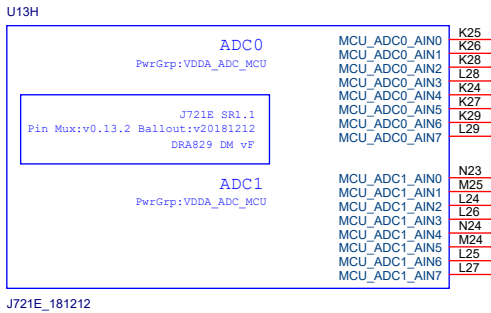 U13H
ADC0
PwrGrp:VDDA_ADC_MCU
MCU_ADC0_AIN0 K25
MCU_ADC0_AIN1 K26
MCU_ADC0_AIN2 K28
MCU_ADC0_AIN3 L28
MCU_ADC0_AIN4 K24
MCU_ADC0_AIN5 K27
MCU_ADC0_AIN6 K29
MCU_ADC0_AIN7 L29
J721E SR1.1
Pin Mux:v0.13.2 Ballout:v20181212
DRA829 DM vF
ADC1
PwrGrp:VDDA_ADC_MCU
MCU_ADC1_AIN0 N23
MCU_ADC1_AIN1 M25
MCU_ADC1_AIN2 L24
MCU_ADC1_AIN3 L26
MCU_ADC1_AIN4 N24
MCU_ADC1_AIN5 M24
MCU_ADC1_AIN6 L25
MCU_ADC1_AIN7 L27
J721E_181212